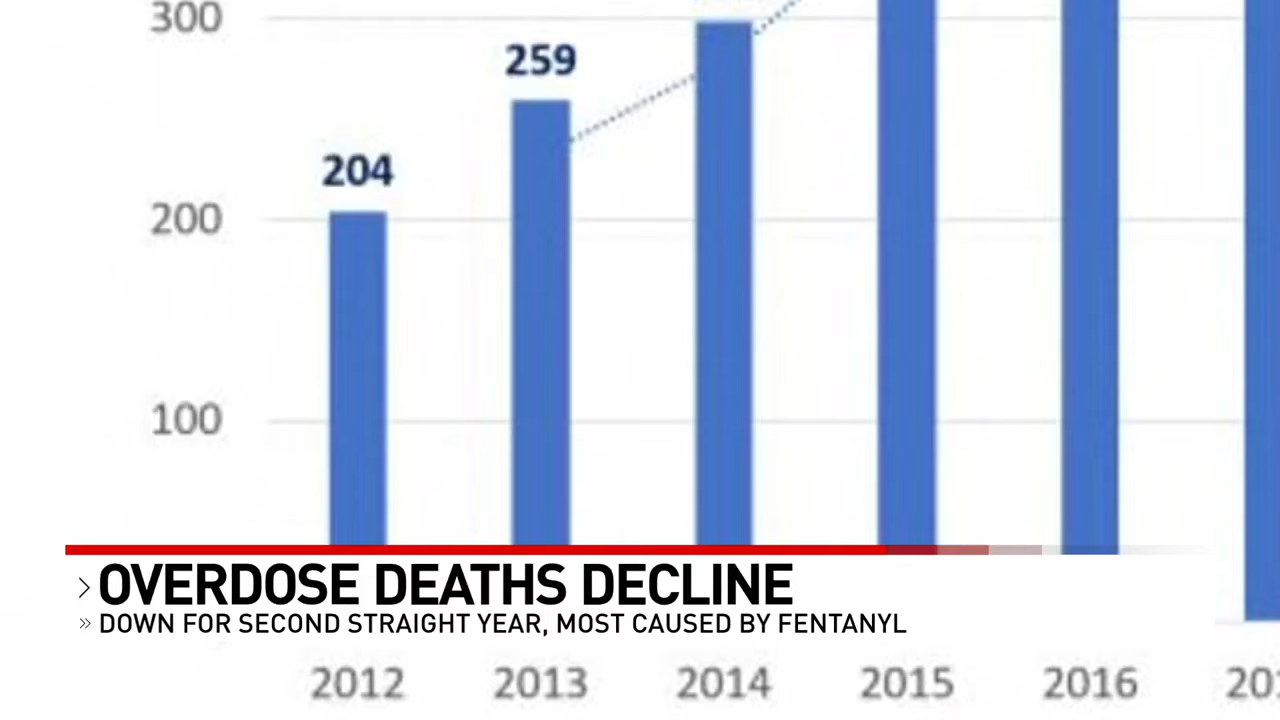 300
259
204
200
100
OVERDOSE DEATHS DECLINE
DOWN FOR SECOND STRAIGHT YEAR, MOST CAUSED BY FENTANYL
2012 2013 2014 2015 2016 201